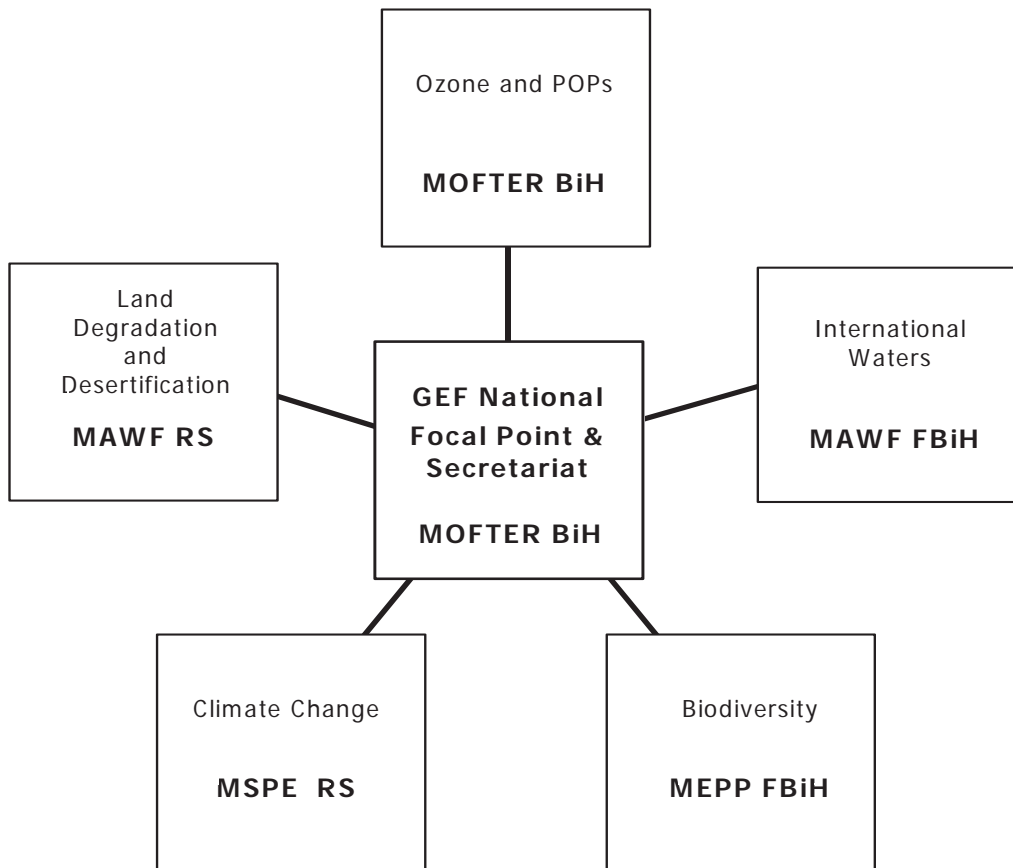 Ozone and POPs
MOFTER BiH
Land
Degradation
and
Desertification
MAWF RS
International
Waters
MAWF FBiH
GEF National
Focal Point &
Secretariat
MOFTER BiH
Climate Change
MSPE RS
Biodiversity
MEPP FBiH